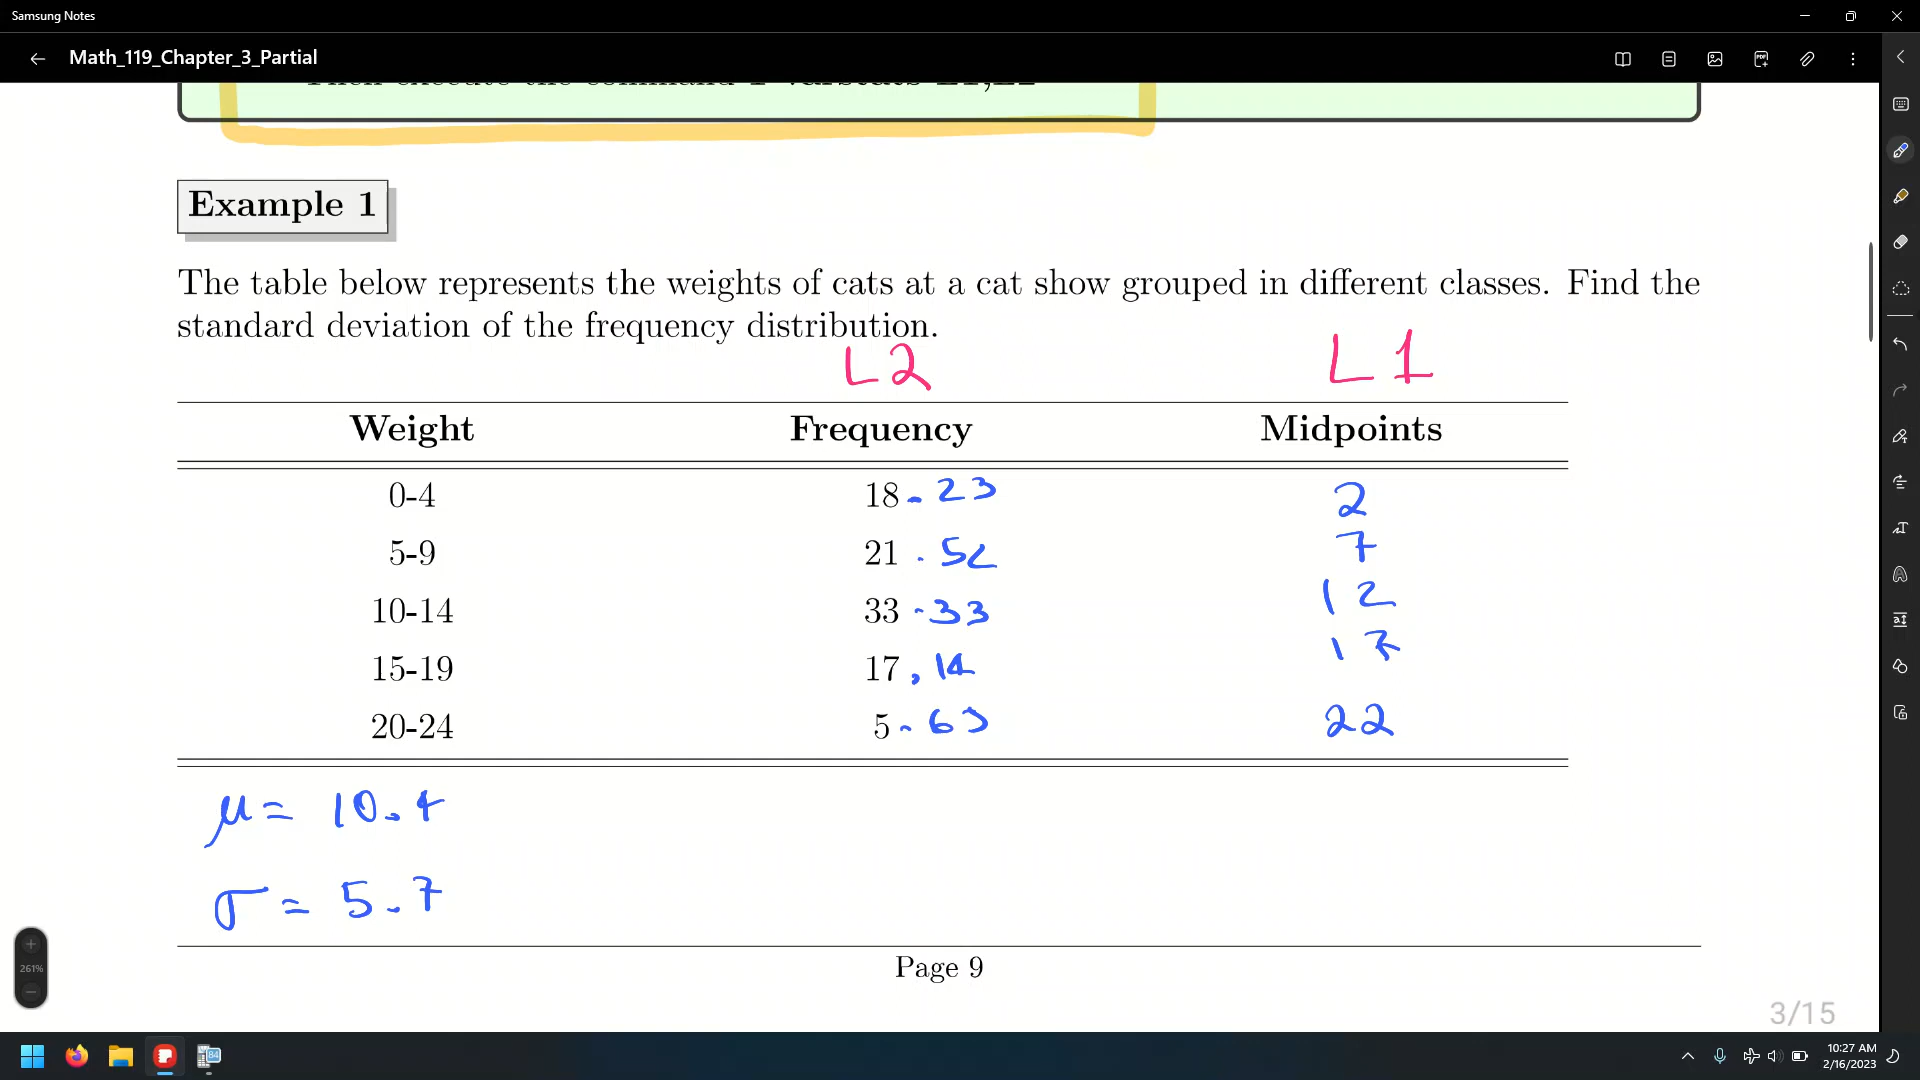 Samsung Notes
Math_119_Chapter_3_Partial
Example 1
The table below represents the weights of cats at a cat show grouped in different classes. Find the
standard deviation of the frequency distribution.
L2 L1
Weight Frequency Midpoints
0-4 18.23 2
5-9 21.52 7
10-14 33.33 12
15-19 17.14 17
20-24 5.63 22
μ = 10.4
σ = 5.7
Page 9
261%
3/15
84
10:27 AM
2/16/2023